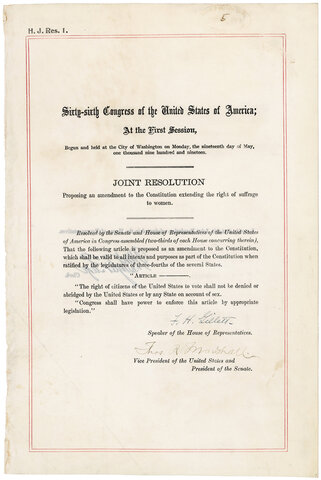 5
H. J. Res. 1.
Sixty-sixth Congress of the United States of America;
At the First Session,
Begun and held at the City of Washington on Monday, the nineteenth day of May,
one thousand nine hundred and nineteen.
JOINT RESOLUTION
Proposing an amendment to the Constitution extending the right of suffrage
to women.
Resolved by the Senate and House of Representatives of the United States
of America in Congress assembled (two-thirds of each House concurring therein),
That the following article is proposed as an amendment to the Constitution,
which shall be valid to all intents and purposes as part of the Constitution when
ratified by the legislatures of three-fourths of the several States.
"ARTICLE ————.
"The right of citizens of the United States to vote shall not be denied or
abridged by the United States or by any State on account of sex.
"Congress shall have power to enforce this article by appropriate
legislation."
F. H. Gillett
Speaker of the House of Representatives.
Thos. R. Marshall
Vice President of the United States and
President of the Senate.